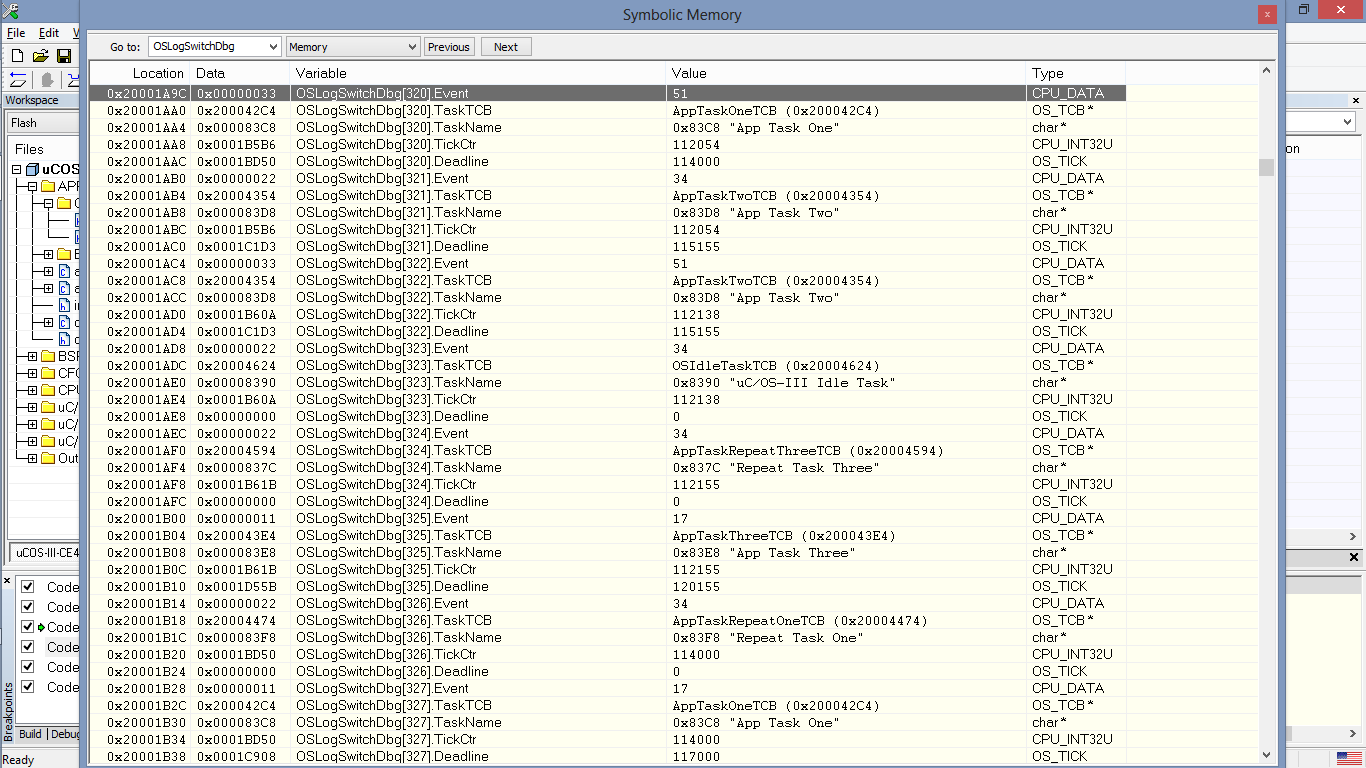 Symbolic Memory
File Edit
Go to: OSLogSwitchDbg Memory Previous Next
Workspace
Flash
Files
uCOS
APP
BSP
CPU
uC/
uC/
uC/
Out
uCOS-III-CE4
Location Data Variable Value Type
0x20001A9C 0x00000033 OSLogSwitchDbg[320].Event 51 CPU_DATA
0x20001AA0 0x200042C4 OSLogSwitchDbg[320].TaskTCB AppTaskOneTCB (0x200042C4) OS_TCB*
0x20001AA4 0x000083C8 OSLogSwitchDbg[320].TaskName 0x83C8 "App Task One" char*
0x20001AA8 0x0001B5B6 OSLogSwitchDbg[320].TickCtr 112054 CPU_INT32U
0x20001AAC 0x0001BD50 OSLogSwitchDbg[320].Deadline 114000 OS_TICK
0x20001AB0 0x00000022 OSLogSwitchDbg[321].Event 34 CPU_DATA
0x20001AB4 0x20004354 OSLogSwitchDbg[321].TaskTCB AppTaskTwoTCB (0x20004354) OS_TCB*
0x20001AB8 0x000083D8 OSLogSwitchDbg[321].TaskName 0x83D8 "App Task Two" char*
0x20001ABC 0x0001B5B6 OSLogSwitchDbg[321].TickCtr 112054 CPU_INT32U
0x20001AC0 0x0001C1D3 OSLogSwitchDbg[321].Deadline 115155 OS_TICK
0x20001AC4 0x00000033 OSLogSwitchDbg[322].Event 51 CPU_DATA
0x20001AC8 0x20004354 OSLogSwitchDbg[322].TaskTCB AppTaskTwoTCB (0x20004354) OS_TCB*
0x20001ACC 0x000083D8 OSLogSwitchDbg[322].TaskName 0x83D8 "App Task Two" char*
0x20001AD0 0x0001B60A OSLogSwitchDbg[322].TickCtr 112138 CPU_INT32U
0x20001AD4 0x0001C1D3 OSLogSwitchDbg[322].Deadline 115155 OS_TICK
0x20001AD8 0x00000022 OSLogSwitchDbg[323].Event 34 CPU_DATA
0x20001ADC 0x20004624 OSLogSwitchDbg[323].TaskTCB OSIdleTaskTCB (0x20004624) OS_TCB*
0x20001AE0 0x00008390 OSLogSwitchDbg[323].TaskName 0x8390 "uC/OS-III Idle Task" char*
0x20001AE4 0x0001B60A OSLogSwitchDbg[323].TickCtr 112138 CPU_INT32U
0x20001AE8 0x00000000 OSLogSwitchDbg[323].Deadline 0 OS_TICK
0x20001AEC 0x00000022 OSLogSwitchDbg[324].Event 34 CPU_DATA
0x20001AF0 0x20004594 OSLogSwitchDbg[324].TaskTCB AppTaskRepeatThreeTCB (0x20004594) OS_TCB*
0x20001AF4 0x0000837C OSLogSwitchDbg[324].TaskName 0x837C "Repeat Task Three" char*
0x20001AF8 0x0001B61B OSLogSwitchDbg[324].TickCtr 112155 CPU_INT32U
0x20001AFC 0x00000000 OSLogSwitchDbg[324].Deadline 0 OS_TICK
0x20001B00 0x00000011 OSLogSwitchDbg[325].Event 17 CPU_DATA
0x20001B04 0x200043E4 OSLogSwitchDbg[325].TaskTCB AppTaskThreeTCB (0x200043E4) OS_TCB*
0x20001B08 0x000083E8 OSLogSwitchDbg[325].TaskName 0x83E8 "App Task Three" char*
0x20001B0C 0x0001B61B OSLogSwitchDbg[325].TickCtr 112155 CPU_INT32U
0x20001B10 0x0001D55B OSLogSwitchDbg[325].Deadline 120155 OS_TICK
0x20001B14 0x00000022 OSLogSwitchDbg[326].Event 34 CPU_DATA
0x20001B18 0x20004474 OSLogSwitchDbg[326].TaskTCB AppTaskRepeatOneTCB (0x20004474) OS_TCB*
0x20001B1C 0x000083F8 OSLogSwitchDbg[326].TaskName 0x83F8 "Repeat Task One" char*
0x20001B20 0x0001BD50 OSLogSwitchDbg[326].TickCtr 114000 CPU_INT32U
0x20001B24 0x00000000 OSLogSwitchDbg[326].Deadline 0 OS_TICK
0x20001B28 0x00000011 OSLogSwitchDbg[327].Event 17 CPU_DATA
0x20001B2C 0x200042C4 OSLogSwitchDbg[327].TaskTCB AppTaskOneTCB (0x200042C4) OS_TCB*
0x20001B30 0x000083C8 OSLogSwitchDbg[327].TaskName 0x83C8 "App Task One" char*
0x20001B34 0x0001BD50 OSLogSwitchDbg[327].TickCtr 114000 CPU_INT32U
0x20001B38 0x0001C908 OSLogSwitchDbg[327].Deadline 117000 OS_TICK
Code
Code
Code
Code
Code
Code
Breakpoints
Build Debug
Ready